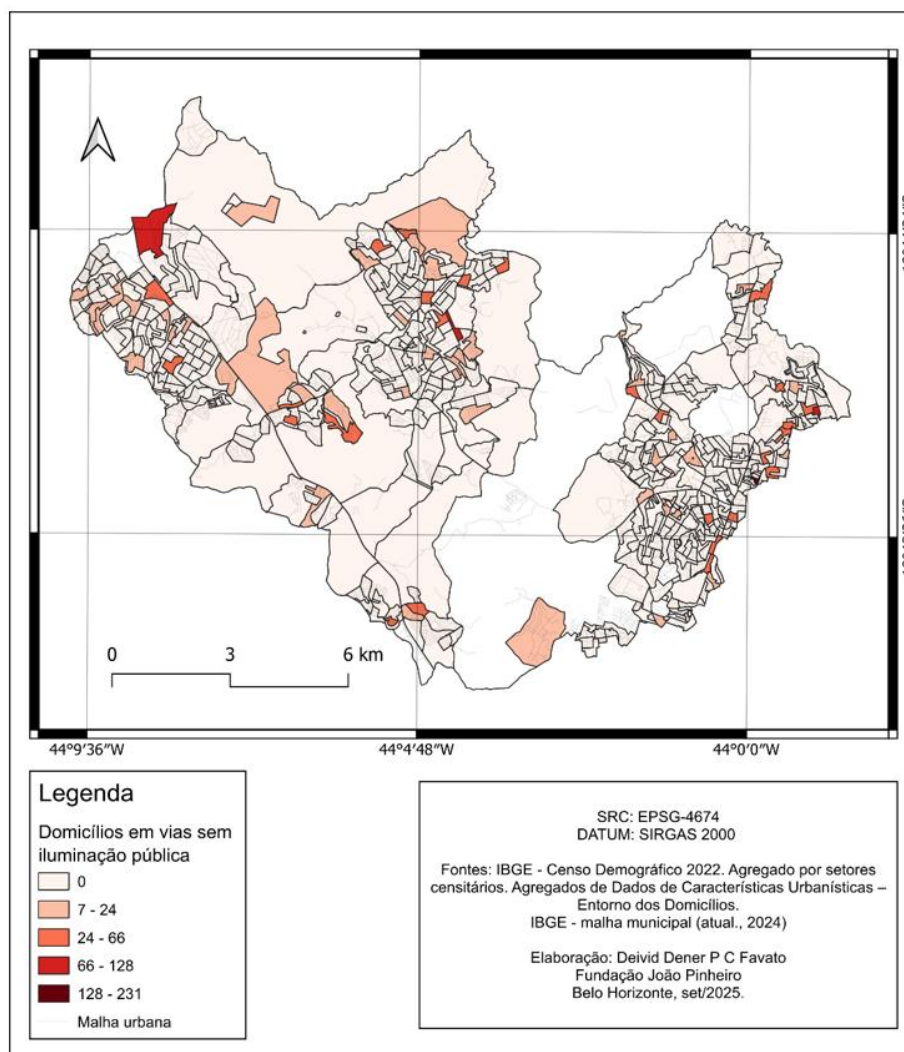 0
3
6 km
44°9'36"W
44°4'48"W
44°0'0"W
Legenda
Domicílios em vias sem
iluminação pública
0
7 - 24
24 - 66
66 - 128
128 - 231
Malha urbana
SRC: EPSG-4674
DATUM: SIRGAS 2000
Fontes: IBGE - Censo Demográfico 2022. Agregado por setores
censitários. Agregados de Dados de Características Urbanísticas –
Entorno dos Domicílios.
IBGE - malha municipal (atual., 2024)
Elaboração: Deivid Dener P C Favato
Fundação João Pinheiro
Belo Horizonte, set/2025.